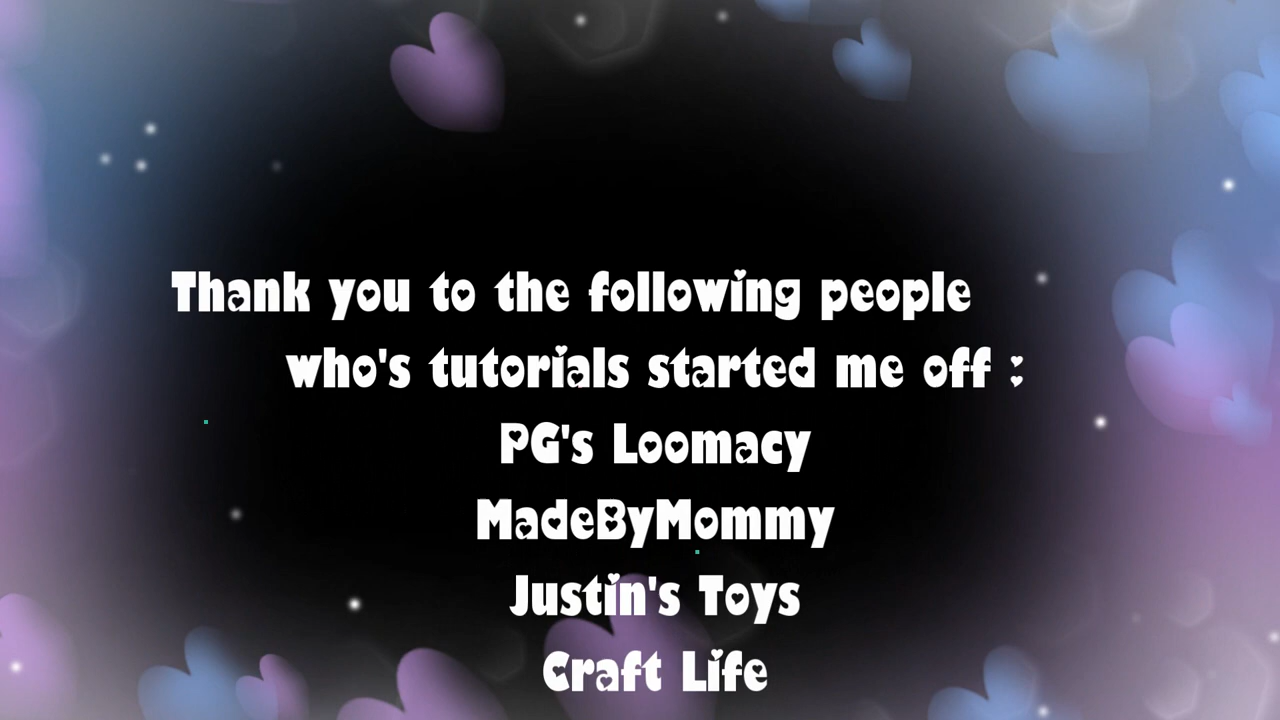 Thank you to the following people
who's tutorials started me off :
PG's Loomacy
MadeByMommy
Justin's Toys
Craft Life